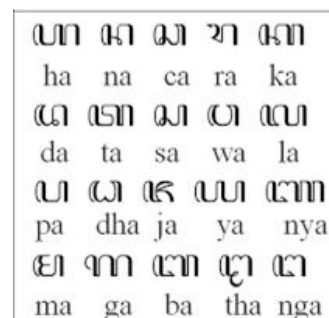 ꦲ ꦤ ꦕ ꦫ ꦏ
ha na ca ra ka
ꦢ ꦠ ꦱ ꦮ ꦭ
da ta sa wa la
ꦥ ꦝ ꦗ ꦪ ꦚ
pa dha ja ya nya
ꦩ ꦒ ꦧ ꦛ ꦔ
ma ga ba tha nga